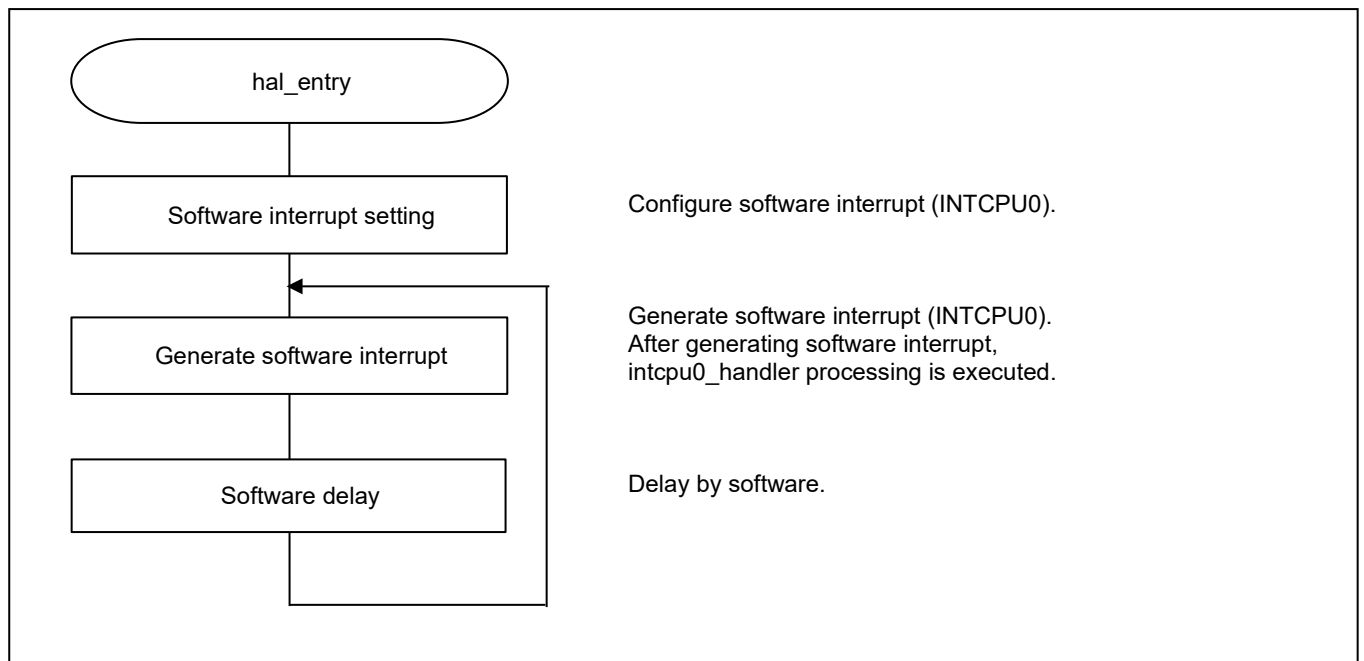 hal_entry
Software interrupt setting
Configure software interrupt (INTCPU0).
Generate software interrupt
Generate software interrupt (INTCPU0).
After generating software interrupt,
intcpu0_handler processing is executed.
Software delay
Delay by software.